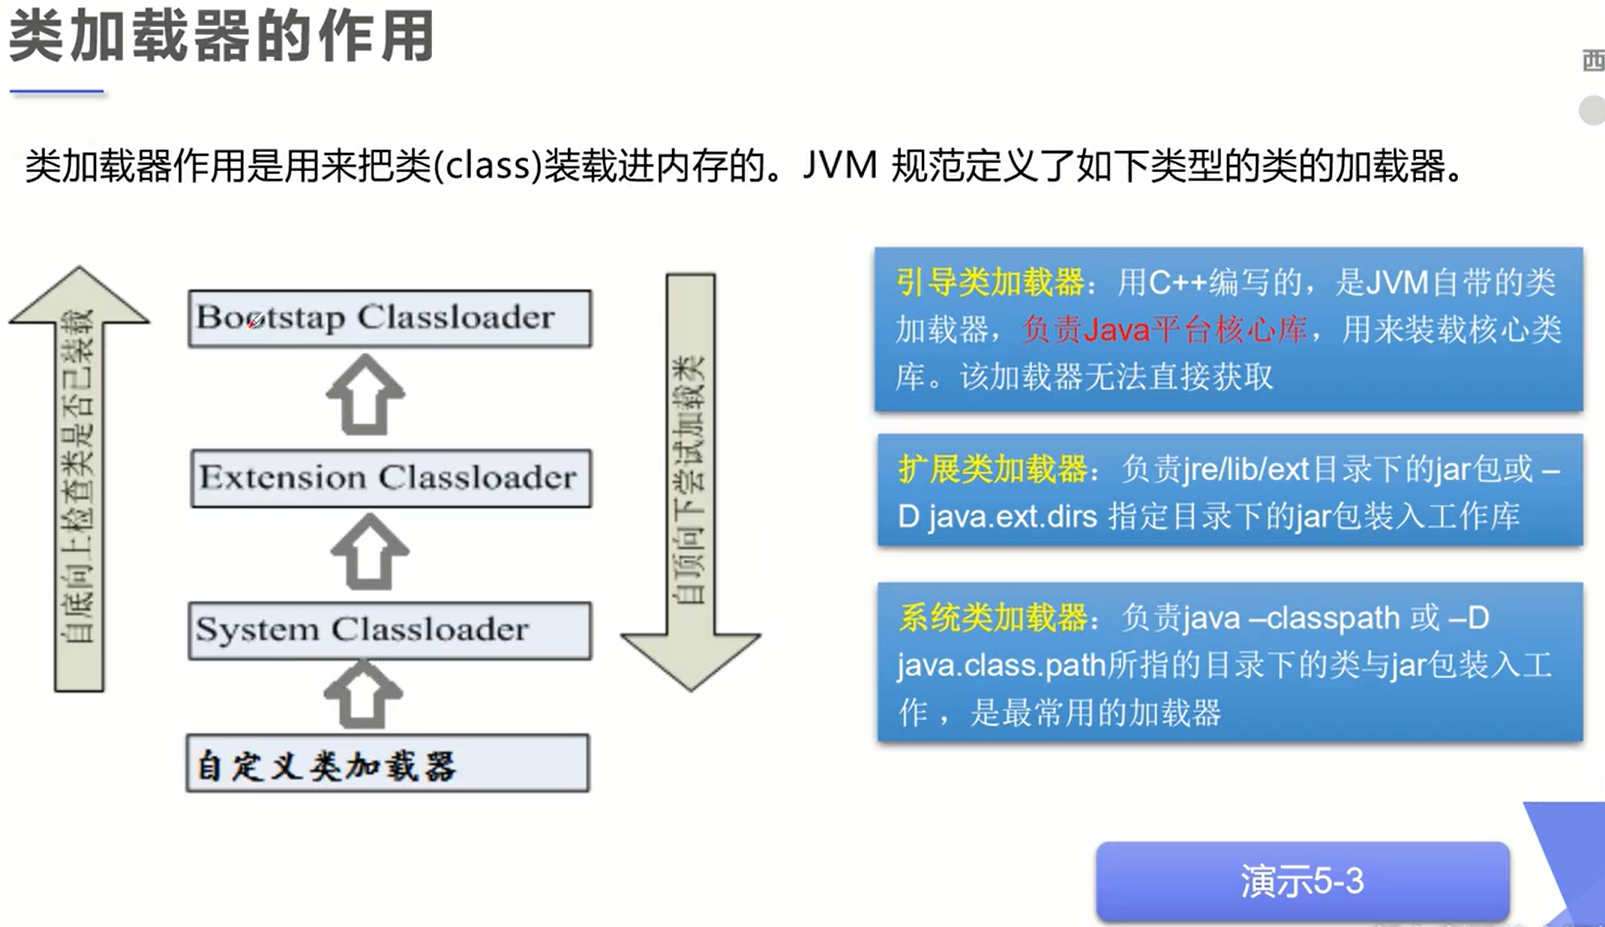 类加载器的作用
西
类加载器作用是用来把类(class)装载进内存的。JVM 规范定义了如下类型的类的加载器。
自底向上检查类是否已装载
Bootstap Classloader
Extension Classloader
System Classloader
自定义类加载器
自顶向下尝试加载类
引导类加载器：用C++编写的，是JVM自带的类
加载器，负责Java平台核心库，用来装载核心类
库。该加载器无法直接获取
扩展类加载器：负责jre/lib/ext目录下的jar包或 –
D java.ext.dirs 指定目录下的jar包装入工作库
系统类加载器：负责java –classpath 或 –D
java.class.path所指的目录下的类与jar包装入工
作 ，是最常用的加载器
演示5-3